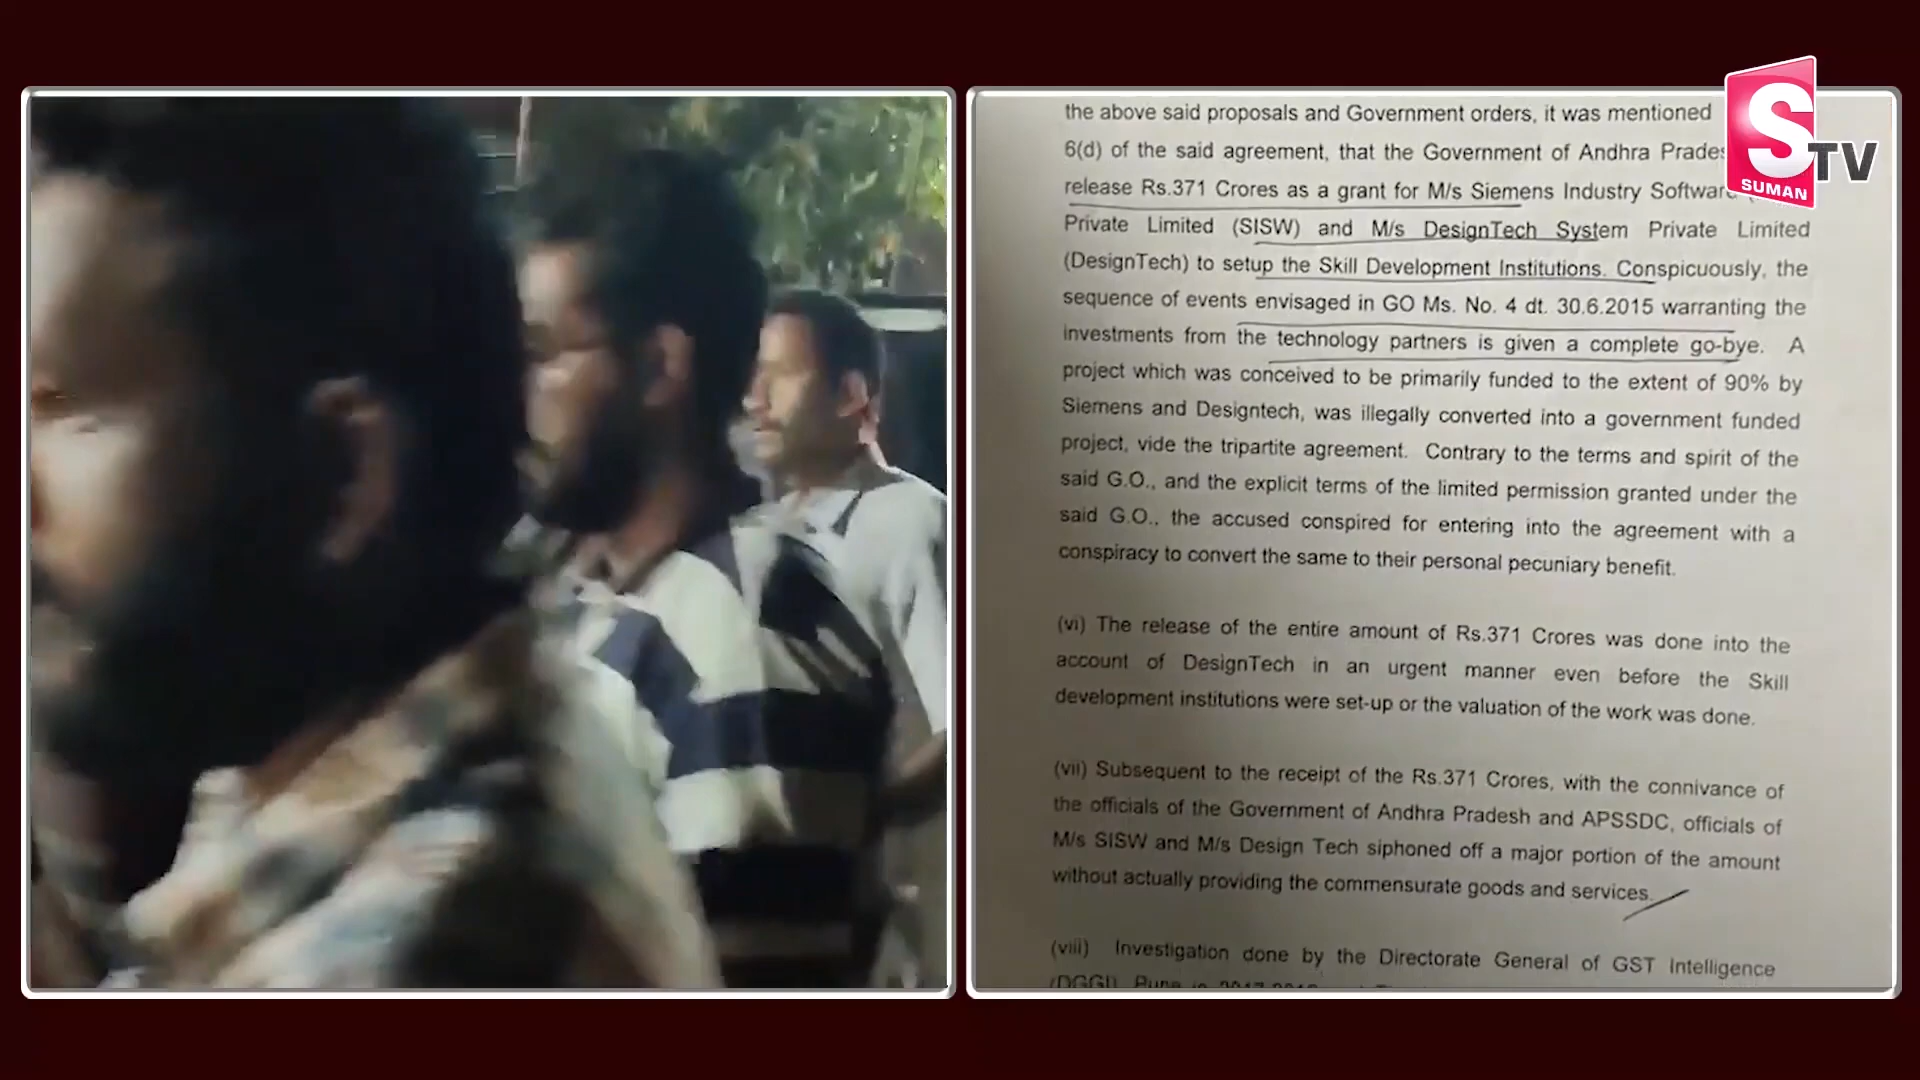 S
SUMAN
TV
the above said proposals and Government orders, it was mentioned
6(d) of the said agreement, that the Government of Andhra
release Rs.371 Crores as a grant for M/s Siemens Industry Software
Private Limited (SISW) and M/s DesignTech System Private Limited
(DesignTech) to setup the Skill Development Institutions. Conspicuously, the
sequence of events envisaged in GO Ms. No. 4 dt. 30.6.2015 warranting the
investments from the technology partners is given a complete go-bye. A
project which was conceived to be primarily funded to the extent of 90% by
Siemens and Designtech, was illegally converted into a government funded
project, vide the tripartite agreement. Contrary to the terms and spirit of the
said G.O., and the explicit terms of the limited permission granted under the
said G.O., the accused conspired for entering into the agreement with a
conspiracy to convert the same to their personal pecuniary benefit.
(vi) The release of the entire amount of Rs.371 Crores was done into the
account of DesignTech in an urgent manner even before the Skill
development institutions were set-up or the valuation of the work was done.
(vii) Subsequent to the receipt of the Rs.371 Crores, with the connivance of
the officials of the Government of Andhra Pradesh and APSSDC, officials of
M/s SISW and M/s Design Tech siphoned off a major portion of the amount
without actually providing the commensurate goods and services.
(viii) Investigation done by the Directorate General of GST Intelligence
(DGGI), Pune